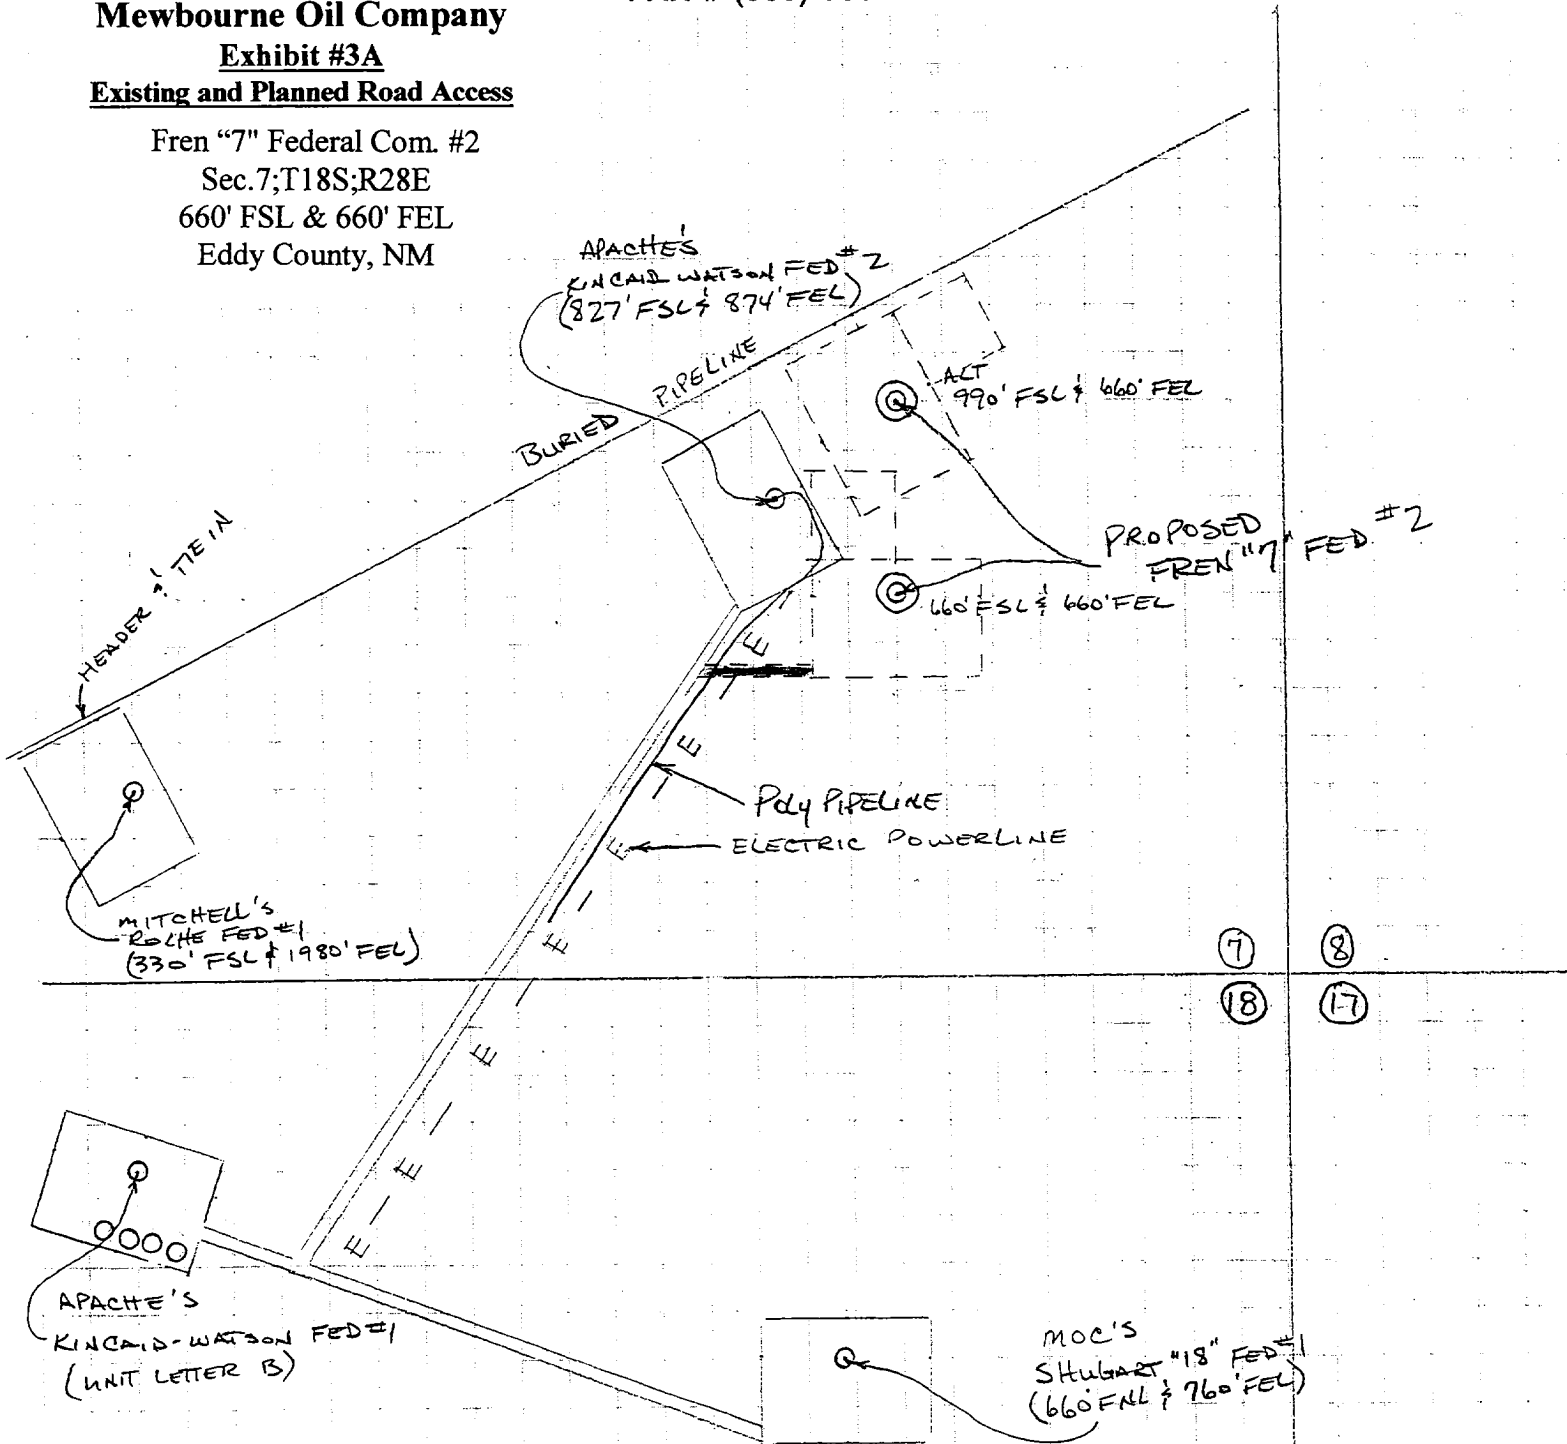 Mewbourne Oil Company
Exhibit #3A
Existing and Planned Road Access
Fren "7" Federal Com. #2
Sec.7;T18S;R28E
660' FSL & 660' FEL
Eddy County, NM
APACHE'S
KINCAID WATSON FED #2
(827' FSL & 874' FEL)
BURIED PIPELINE
ALT
990' FSL & 660' FEL
PROPOSED
FREN "7" FED #2
660' FSL & 660' FEL
HEADER & TIE IN
E
E
E
POLY PIPELINE
ELECTRIC POWERLINE
MITCHELL'S
FED #1
(330' FSL & 1980' FEL)
E
7
8
18
17
E
E
E
APACHE'S
KINCAID-WATSON FED #1
(UNIT LETTER B)
MOC'S
SHUGART "18" FED #1
(660' FNL & 760' FEL)